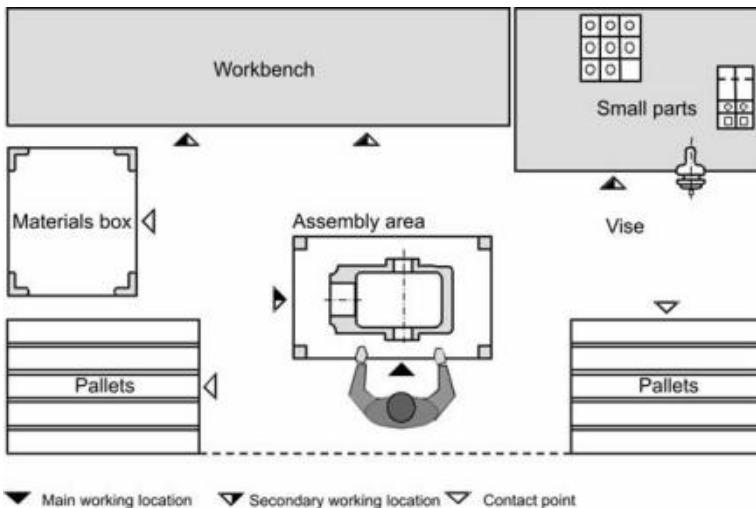 Workbench
Small parts
Materials box
Assembly area
Vise
Pallets
Pallets
Main working location
Secondary working location
Contact point